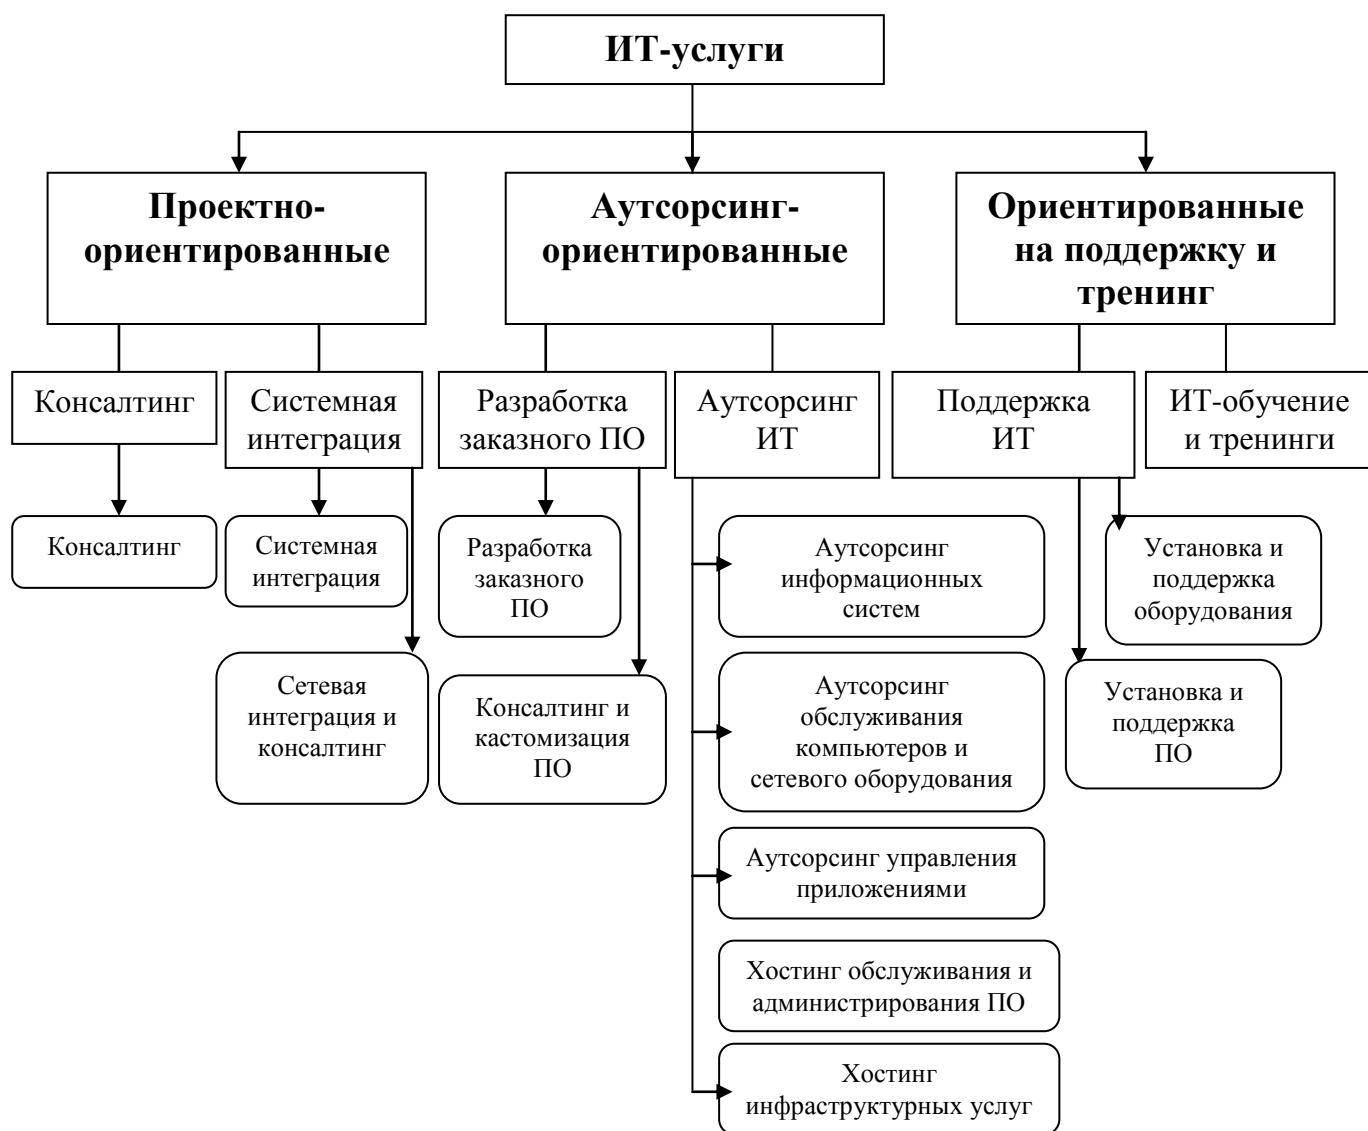 ИТ-услуги
Проектно-
ориентированные
Аутсорсинг-
ориентированные
Ориентированные
на поддержку и
тренинг
Консалтинг
Системная
интеграция
Разработка
заказного ПО
Аутсорсинг
ИТ
Поддержка
ИТ
ИТ-обучение
и тренинги
Консалтинг
Системная
интеграция
Разработка
заказного
ПО
Аутсорсинг
информационных
систем
Установка и
поддержка
оборудования
Сетевая
интеграция и
консалтинг
Консалтинг и
кастомизация
ПО
Аутсорсинг
обслуживания
компьютеров и
сетевого оборудования
Установка и
поддержка
ПО
Аутсорсинг управления
приложениями
Хостинг обслуживания и
администрирования ПО
Хостинг
инфраструктурных услуг